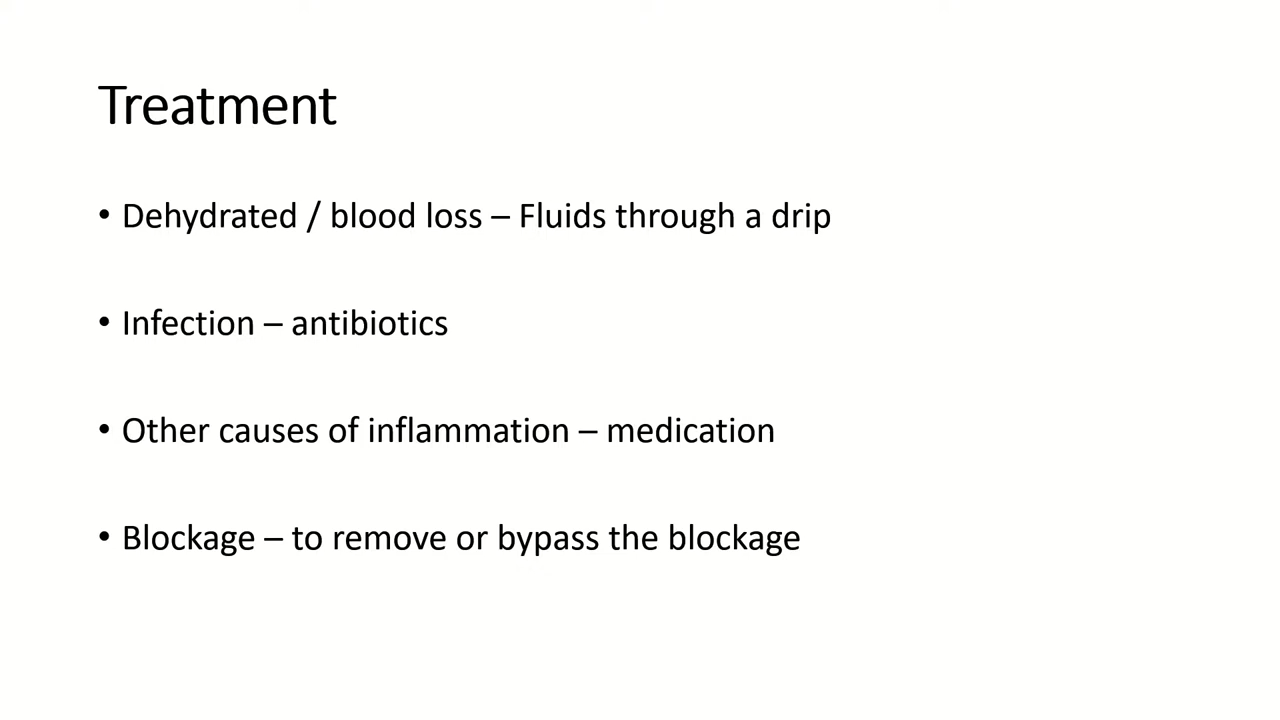 Treatment
• Dehydrated / blood loss – Fluids through a drip
• Infection – antibiotics
• Other causes of inflammation – medication
• Blockage – to remove or bypass the blockage